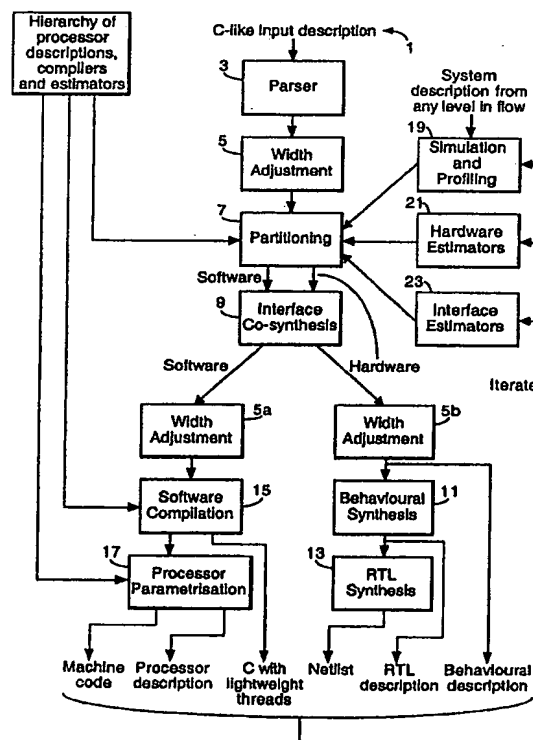 Hierarchy of
processor
descriptions,
compilers
and estimators
C-like input description
1
3
Parser
System
description from
any level in flow
5
Width
Adjustment
19
Simulation
and
Profiling
7
Partitioning
21
Hardware
Estimators
Software
9
Interface
Co-synthesis
23
Interface
Estimators
Software
Hardware
Iterate
Width
Adjustment
5a
Width
Adjustment
5b
Software
Compilation
15
Behavioural
Synthesis
11
17
Processor
Parametrisation
13
RTL
Synthesis
Machine
code
Processor
description
C with
lightweight
threads
Netlist
RTL
description
Behavioural
description